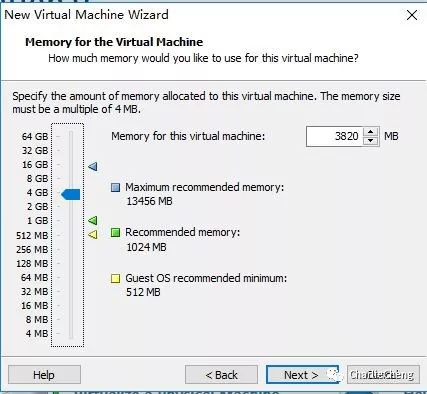 New Virtual Machine Wizard
Memory for the Virtual Machine
How much memory would you like to use for this virtual machine?
Specify the amount of memory allocated to this virtual machine. The memory size
must be a multiple of 4 MB.
Memory for this virtual machine: 3820 MB
64 GB
32 GB
16 GB
8 GB
4 GB
2 GB
1 GB
512 MB
256 MB
128 MB
64 MB
32 MB
16 MB
8 MB
4 MB
Maximum recommended memory:
13456 MB
Recommended memory:
1024 MB
Guest OS recommended minimum:
512 MB
Help
< Back
Next >